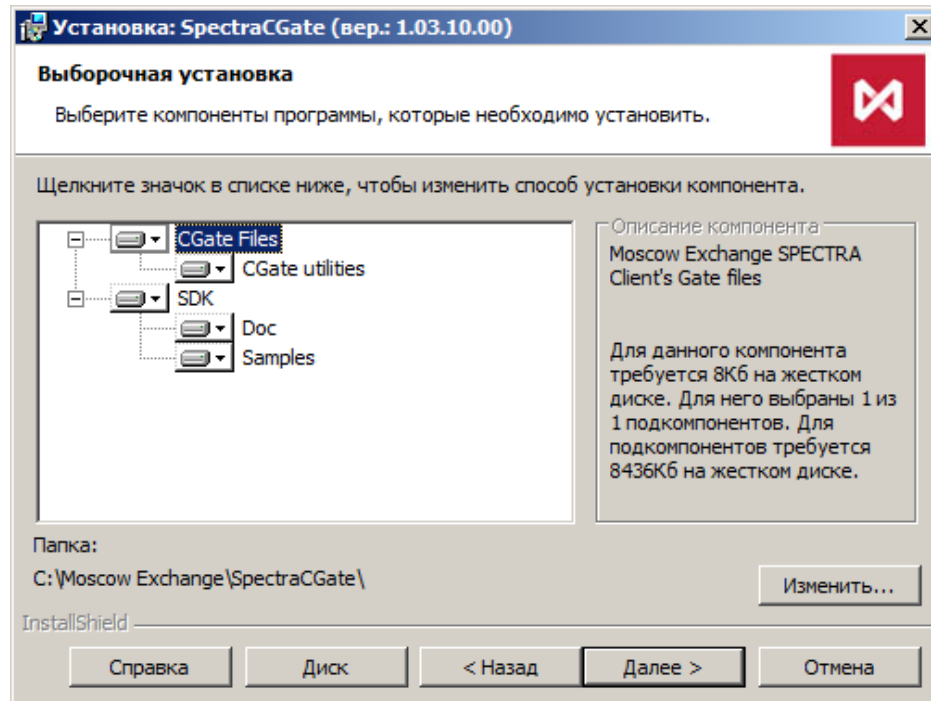 Установка: SpectraCGate (вер.: 1.03.10.00)
Выборочная установка
Выберите компоненты программы, которые необходимо установить.
Щелкните значок в списке ниже, чтобы изменить способ установки компонента.
CGate Files
CGate utilities
SDK
Doc
Samples
Описание компонента
Moscow Exchange SPECTRA
Client's Gate files
Для данного компонента
требуется 8Кб на жестком
диске. Для него выбраны 1 из
1 подкомпонентов. Для
подкомпонентов требуется
8436Кб на жестком диске.
Папка:
C:\Moscow Exchange\SpectraCGate\
Изменить...
InstallShield
Справка
Диск
< Назад
Далее >
Отмена